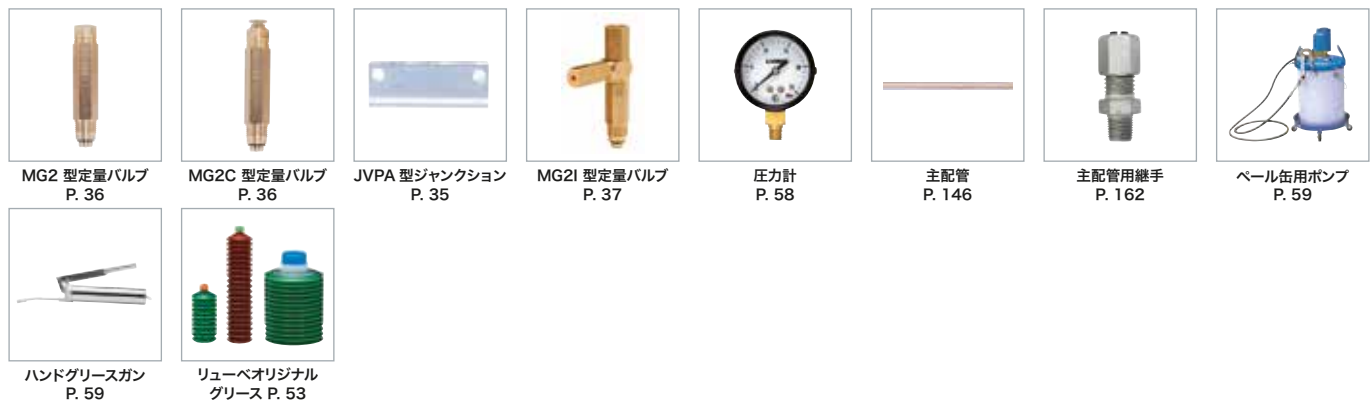 MG2 型定量バルブ
P. 36
MG2C 型定量バルブ
P. 36
JVPA 型ジャンクション
P. 35
MG2I 型定量バルブ
P. 37
圧力計
P. 58
主配管
P. 146
主配管用継手
P. 162
ペール缶用ポンプ
P. 59
ハンドグリースガン
P. 59
リューベオリジナル
グリース P. 53